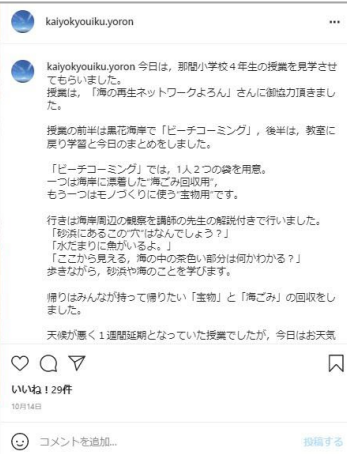 kaiyokyouiku.yoron
kaiyokyouiku.yoron 今日は，那間小学校４年生の授業を見学させ
てもらいました。
授業は，「海の再生ネットワークよろん」さんに御協力頂きまし
た。
授業の前半は黒花海岸で「ビーチコーミング」，後半は，教室に
戻り学習と今日のまとめをしました。
「ビーチコーミング」では，1人２つの袋を用意。
一つは海岸に漂着した“海ごみ回収用”，
もう一つはモノづくりに使う“宝物用”です。
行きは海岸周辺の観察を講師の先生の解説付きで行いました。
「砂浜にあるこの“穴”はなんでしょう？」
「水だまりに魚がいるよ。」
「ここから見える，海の中の茶色い部分は何かわかる？」
歩きながら，砂浜や海のことを学びます。
帰りはみんなが持って帰りたい「宝物」と「海ごみ」の回収をし
ました。
天候が悪く１週間延期となっていた授業でしたが，今日はお天気
いいね！29件
10月14日
コメントを追加...
投稿する